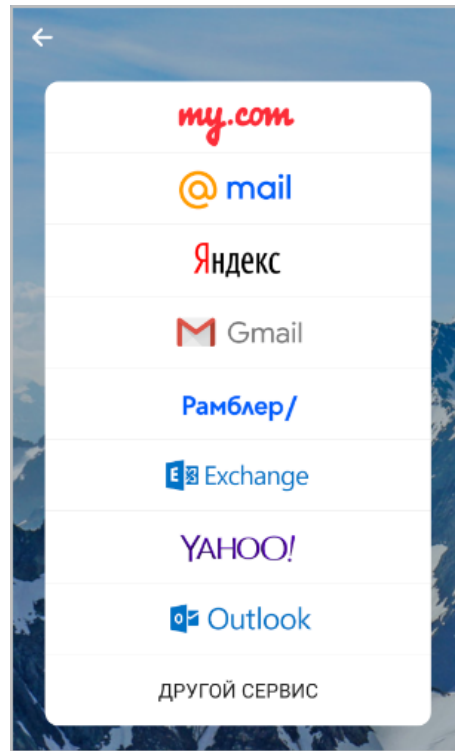 my.com
@ mail
Яндекс
Gmail
Рамблер/
Exchange
YAHOO!
Outlook
ДРУГОЙ СЕРВИС